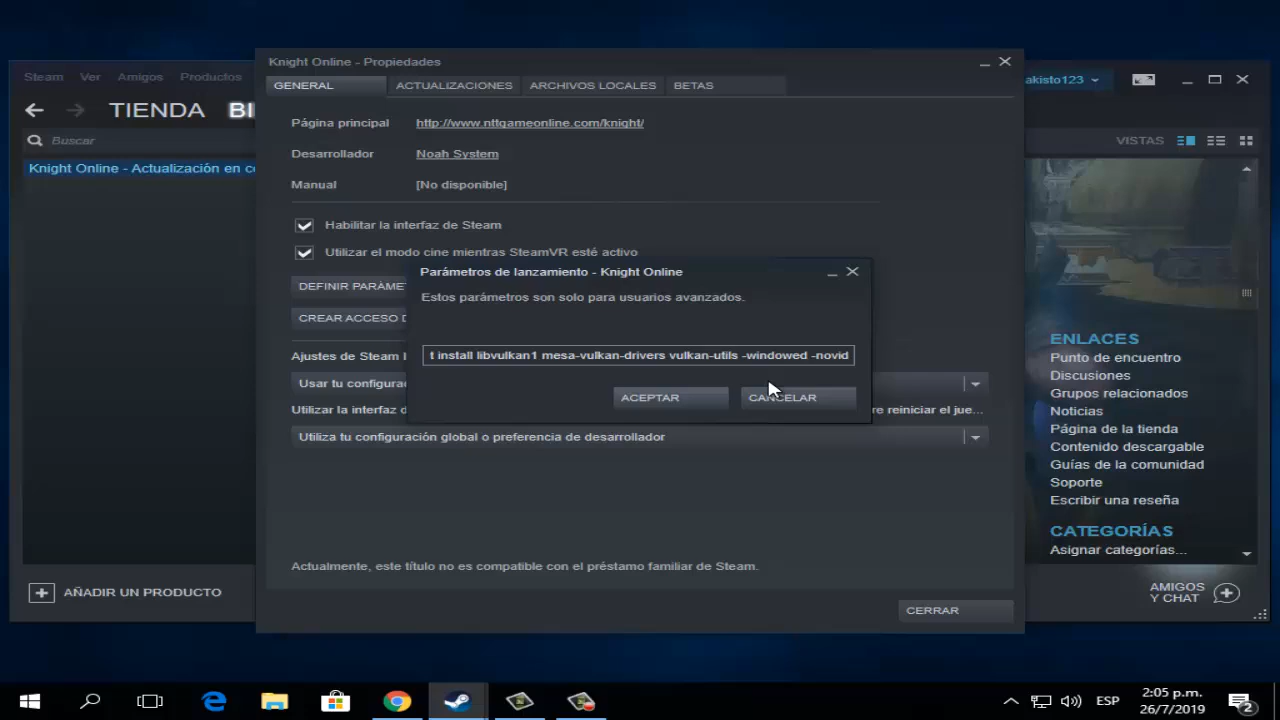 Knight Online - Propiedades
Steam Ver Amigos Productos
akisto123
GENERAL ACTUALIZACIONES ARCHIVOS LOCALES BETAS
TIENDA BI
Página principal http://www.nttgameonline.com/knight/
Buscar
VISTAS
Desarrollador Noah System
Knight Online - Actualización en c
Manual [No disponible]
Habilitar la interfaz de Steam
Utilizar el modo cine mientras SteamVR esté activo
Parámetros de lanzamiento - Knight Online
DEFINIR PARÁME
Estos parámetros son solo para usuarios avanzados.
CREAR ACCESO D
Ajustes de Steam I
t install libvulkan1 mesa-vulkan-drivers vulkan-utils -windowed -novid
Usar tu configura
ACEPTAR CANCELAR
Utilizar la interfaz d
re reiniciar el jue...
Utiliza tu configuración global o preferencia de desarrollador
ENLACES
Punto de encuentro
Discusiones
Grupos relacionados
Noticias
Página de la tienda
Contenido descargable
Guías de la comunidad
Soporte
Escribir una reseña
CATEGORÍAS
Asignar categorías...
Actualmente, este título no es compatible con el préstamo familiar de Steam.
AÑADIR UN PRODUCTO
AMIGOS
Y CHAT
CERRAR
ESP
2:05 p.m.
26/7/2019
2